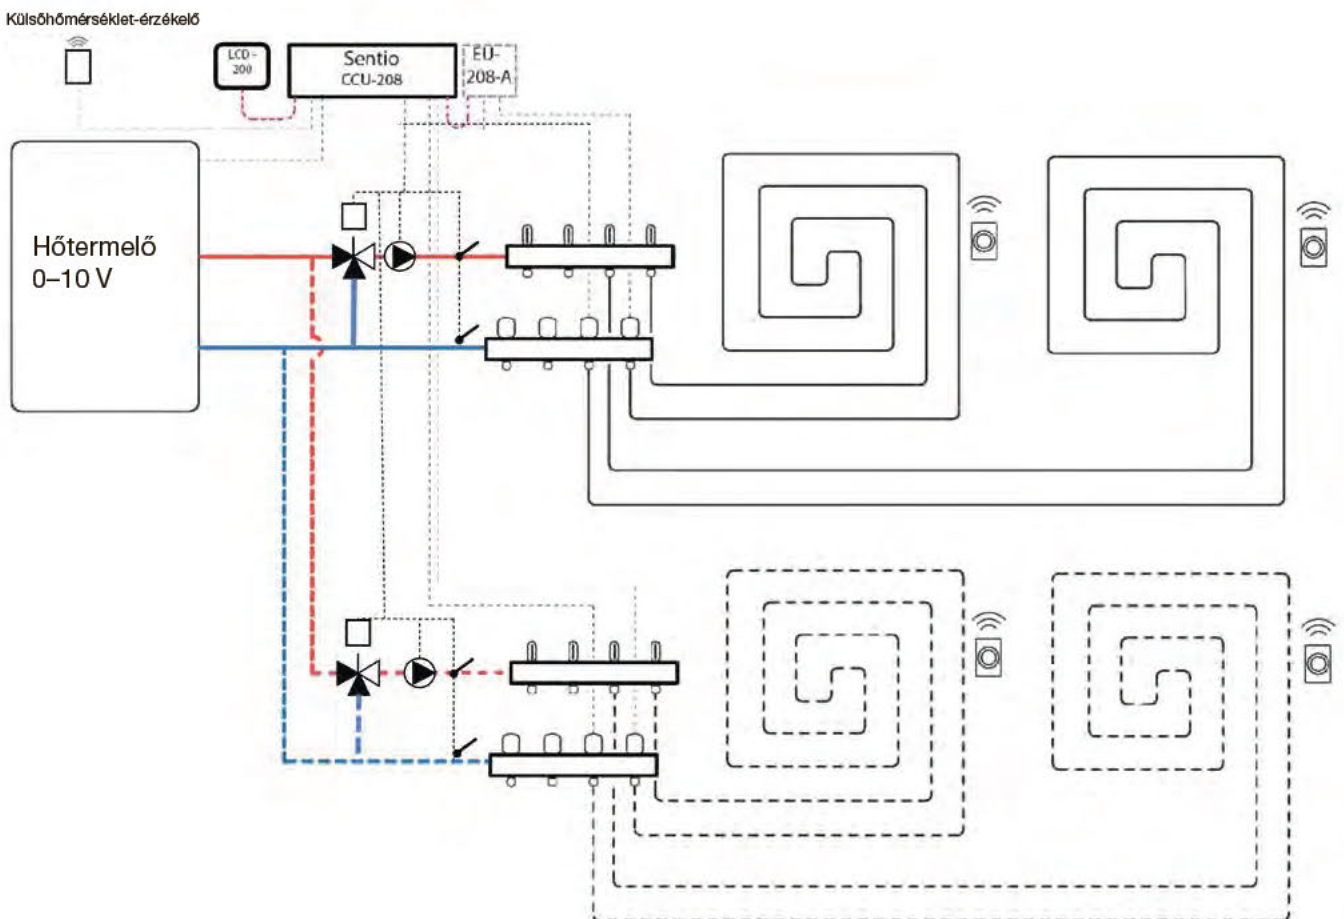 Külsőhőmérséklet-érzékelő
LCD-
200
Sentio
CCU-208
EU-
208-A
Hőtermelő
0–10 V